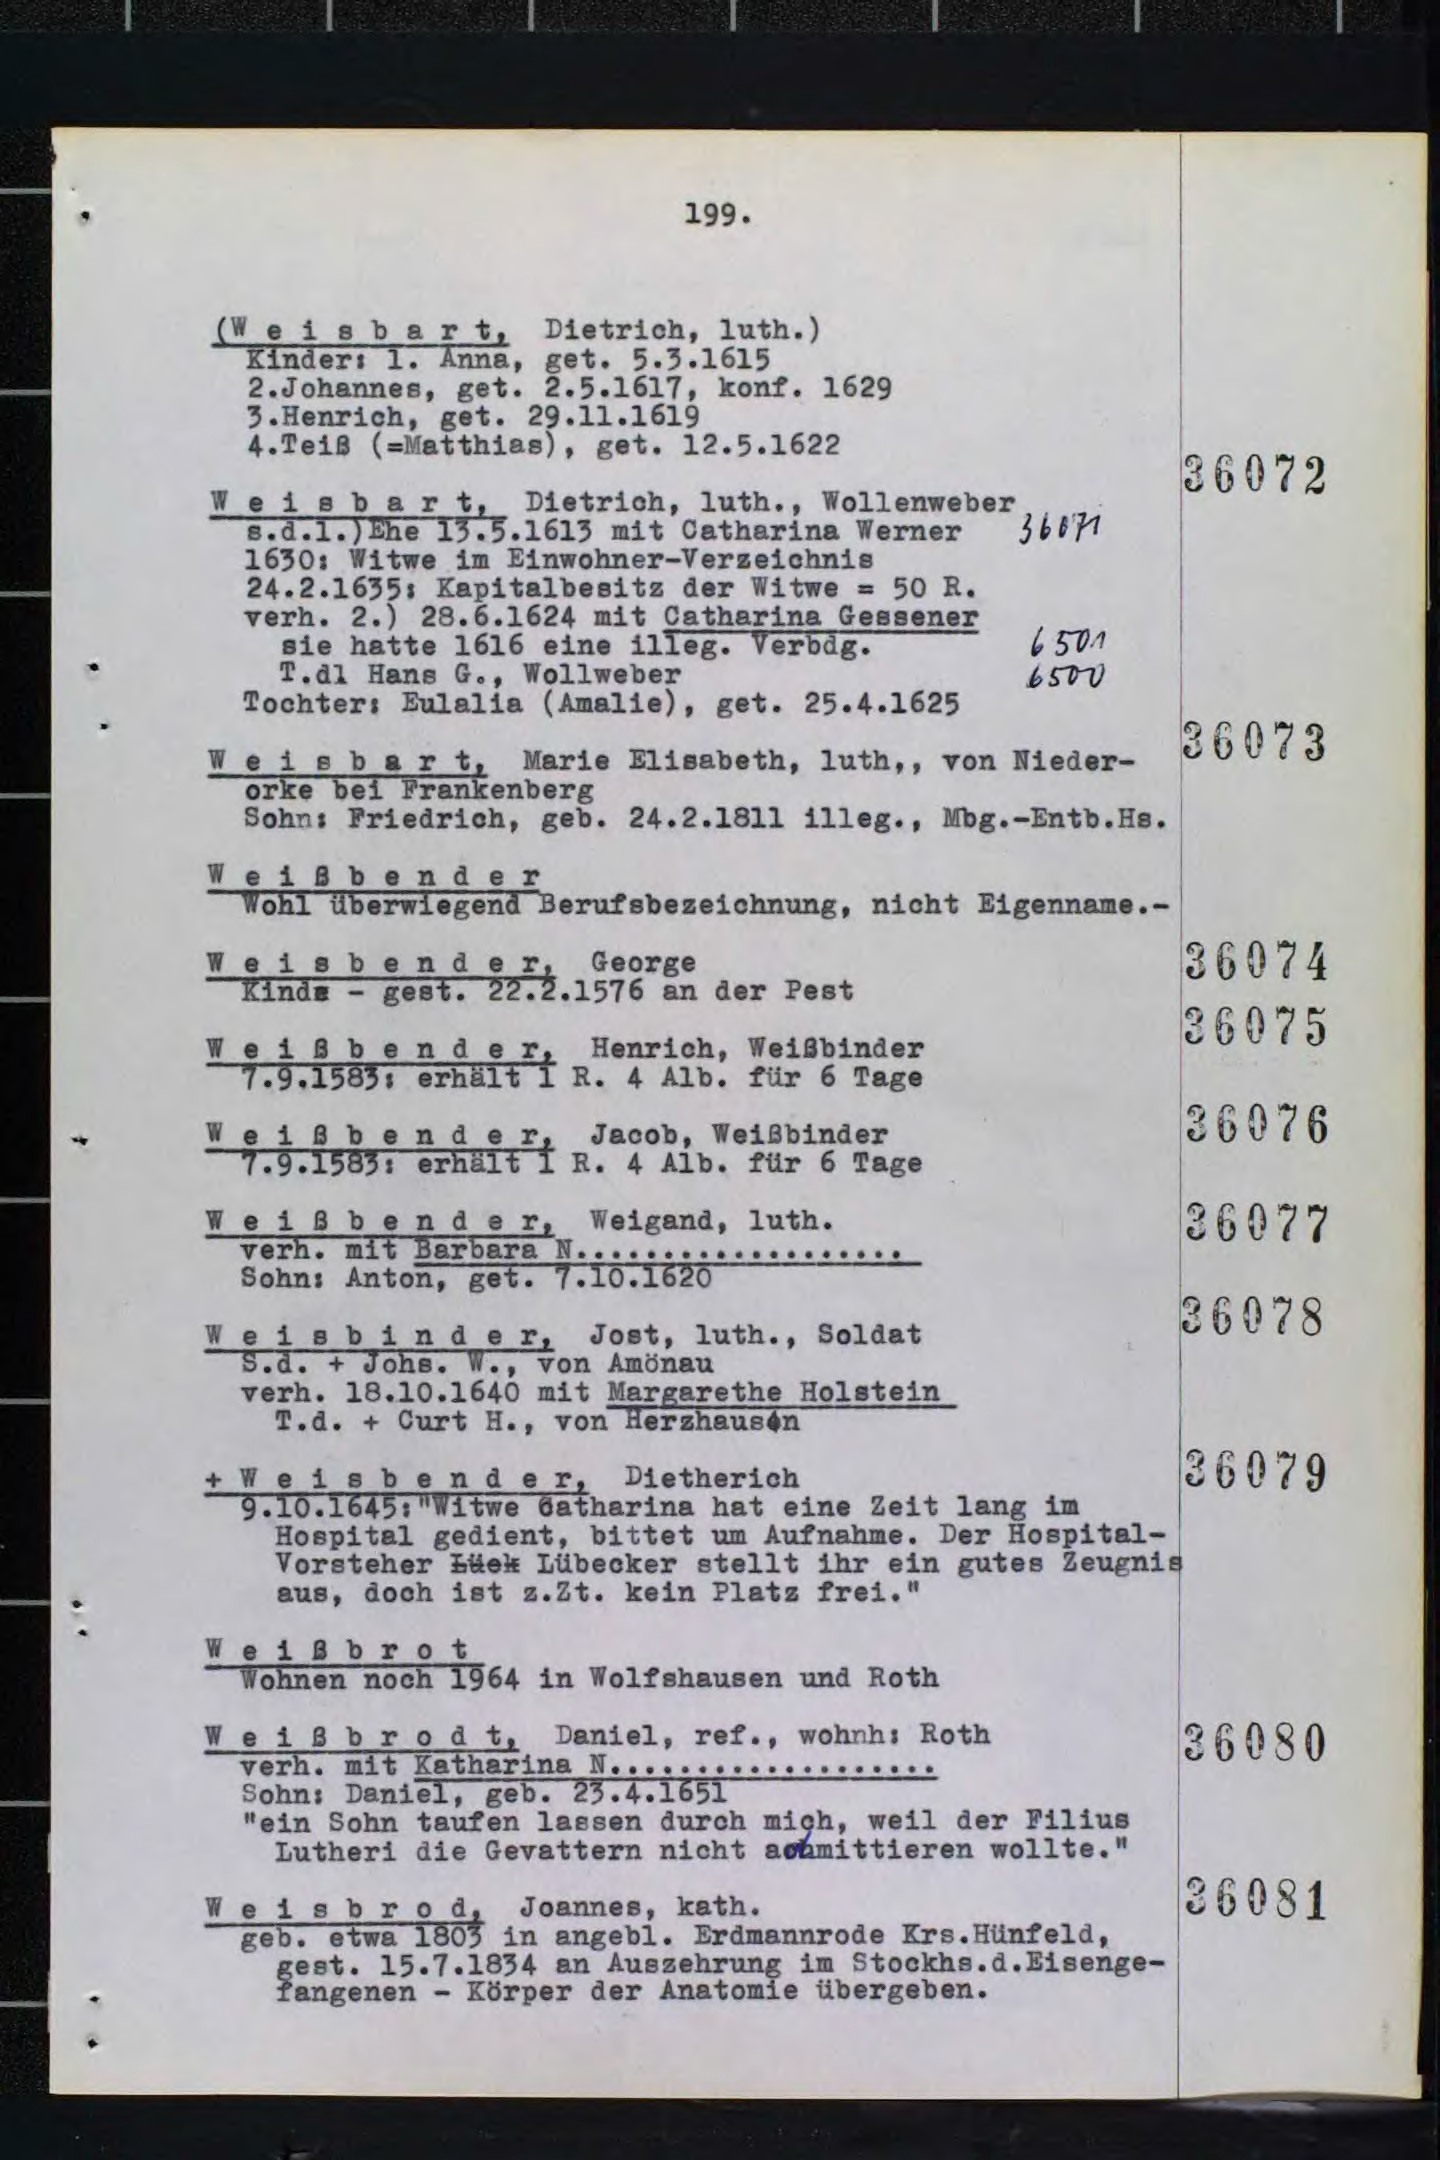 199.
(W e i s b a r t, Dietrich, luth.)
Kinder: 1. Anna, get. 5.3.1615
2.Johannes, get. 2.5.1617, konf. 1629
3.Henrich, get. 29.11.1619
4.Teiß (=Matthias), get. 12.5.1622
36072
W e i s b a r t, Dietrich, luth., Wollenweber
s.d.l.)Ehe 13.5.1613 mit Catharina Werner 36071
1630: Witwe im Einwohner-Verzeichnis
24.2.1635: Kapitalbesitz der Witwe = 50 R.
verh. 2.) 28.6.1624 mit Catharina Gessener
sie hatte 1616 eine illeg. Verbdg. 6501
T.dl Hans G., Wollweber 6500
Tochter: Eulalia (Amalie), get. 25.4.1625
36073
W e i s b a r t, Marie Elisabeth, luth,, von Nieder-
orke bei Frankenberg
Sohn: Friedrich, geb. 24.2.1811 illeg., Mbg.-Entb.Hs.
W e i ß b e n d e r
Wohl überwiegend Berufsbezeichnung, nicht Eigenname.-
W e i s b e n d e r, George 36074
Kinds - gest. 22.2.1576 an der Pest
36075
W e i ß b e n d e r, Henrich, Weißbinder
7.9.1583: erhält 1 R. 4 Alb. für 6 Tage
W e i ß b e n d e r, Jacob, Weißbinder 36076
7.9.1583: erhält 1 R. 4 Alb. für 6 Tage
W e i ß b e n d e r, Weigand, luth. 36077
verh. mit Barbara N...................
Sohn: Anton, get. 7.10.1620
36078
W e i s b i n d e r, Jost, luth., Soldat
S.d. + Johs. W., von Amönau
verh. 18.10.1640 mit Margarethe Holstein
T.d. + Curt H., von Herzhausen
+ W e i s b e n d e r, Dietherich 36079
9.10.1645:"Witwe Catharina hat eine Zeit lang im
Hospital gedient, bittet um Aufnahme. Der Hospital-
Vorsteher Lüek Lübecker stellt ihr ein gutes Zeugnis
aus, doch ist z.Zt. kein Platz frei."
W e i ß b r o t
Wohnen noch 1964 in Wolfshausen und Roth
W e i ß b r o d t, Daniel, ref., wohnh: Roth 36080
verh. mit Katharina N...................
Sohn: Daniel, geb. 23.4.1651
"ein Sohn taufen lassen durch mich, weil der Filius
Lutheri die Gevattern nicht admittieren wollte."
W e i s b r o d, Joannes, kath. 36081
geb. etwa 1803 in angebl. Erdmannrode Krs.Hünfeld,
gest. 15.7.1834 an Auszehrung im Stockhs.d.Eisenge-
fangenen - Körper der Anatomie übergeben.